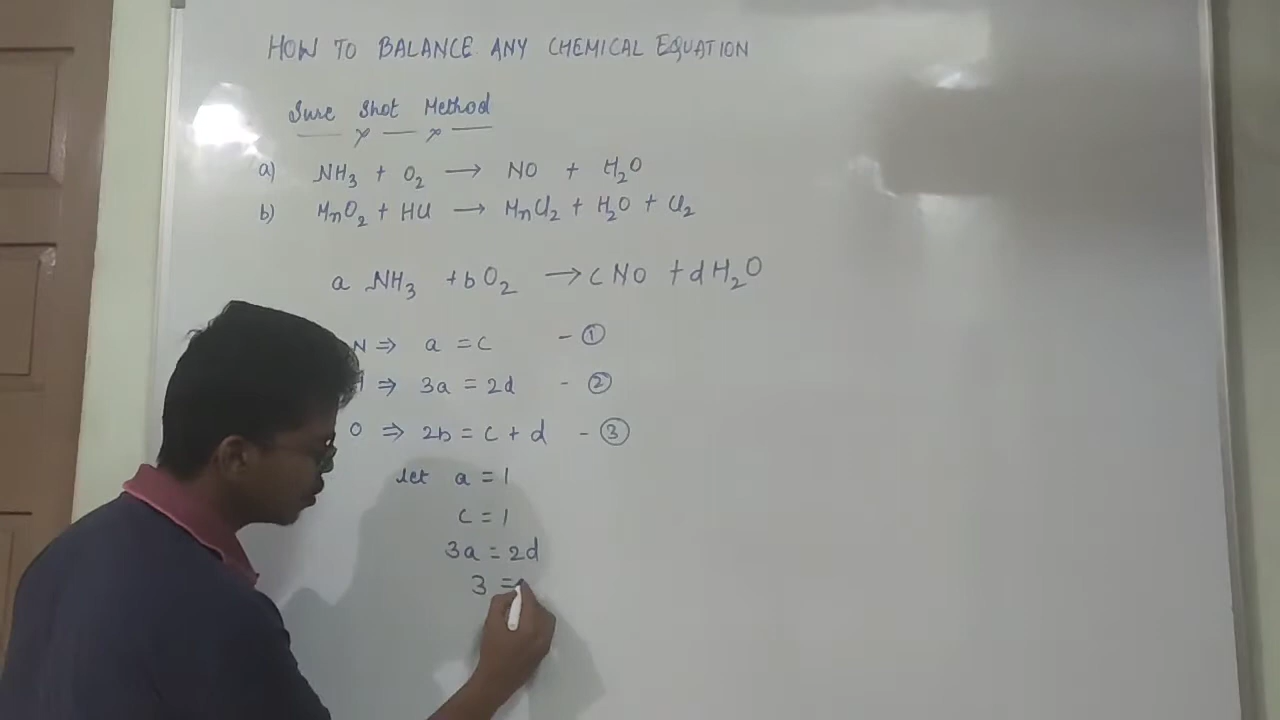 HOW TO BALANCE ANY CHEMICAL EQUATION
Sure Shot Method
a) NH₃ + O₂ → NO + H₂O
b) MnO₂ + HCl → MnCl₂ + H₂O + Cl₂
a NH₃ + b O₂ → c NO + d H₂O
N ⇒ a = c - ①
H ⇒ 3a = 2d - ②
O ⇒ 2b = c + d - ③
let a = 1
c = 1
3a = 2d
3 =